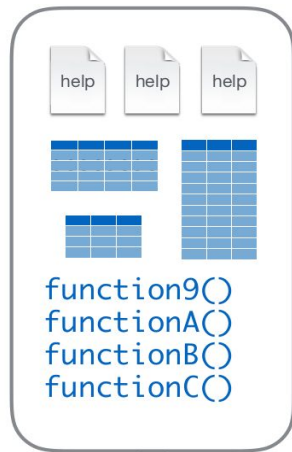 help help help
function9()
functionA()
functionB()
functionC()